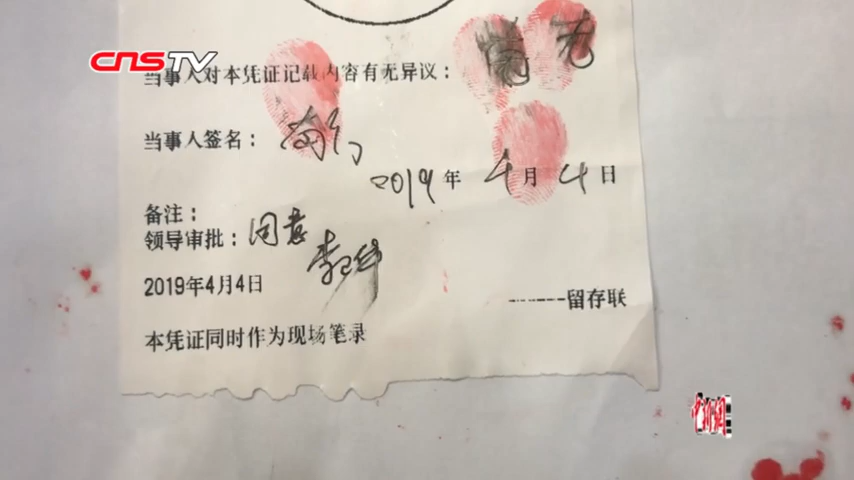 CNSTV
当事人对本凭证记载内容有无异议：无
当事人签名：
2019年4月4日
备注：
领导审批：同意
2019年4月4日
------留存联
本凭证同时作为现场笔录
中新网